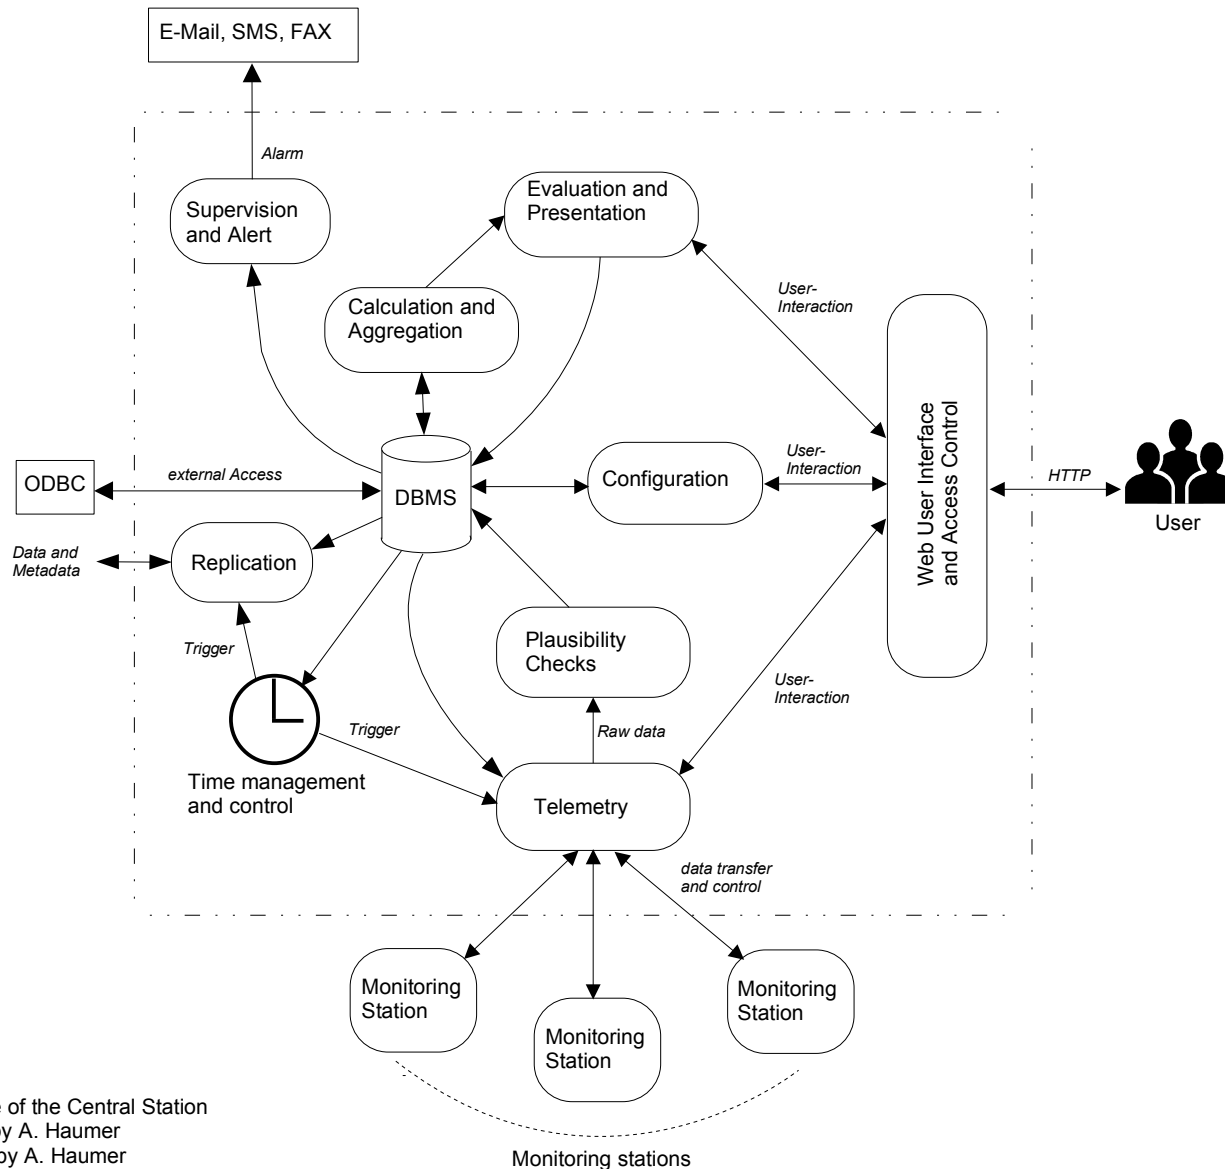 E-Mail, SMS, FAX
Alarm
Supervision
and Alert
Evaluation and
Presentation
Calculation and
Aggregation
User-
Interaction
Web User Interface
and Access Control
ODBC
external Access
DBMS
Configuration
User-
Interaction
HTTP
User
Data and
Metadata
Replication
Trigger
Plausibility
Checks
User-
Interaction
Trigger
Raw data
Time management
and control
Telemetry
data transfer
and control
Monitoring
Station
Monitoring
Station
Monitoring
Station
of the Central Station
by A. Haumer
by A. Haumer
Monitoring stations